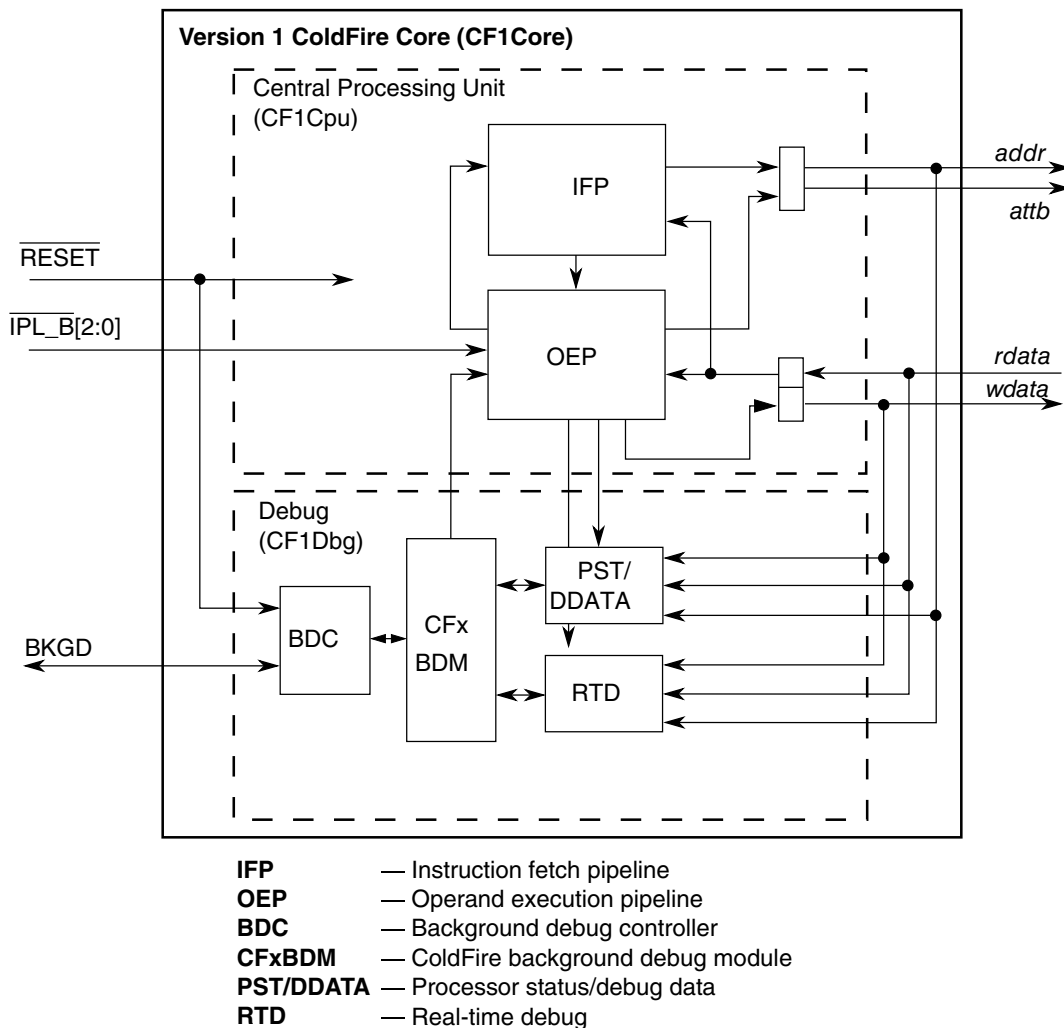 Version 1 ColdFire Core (CF1Core)
Central Processing Unit
(CF1Cpu)
IFP
addr
attb
RESET
IPL_B[2:0]
OEP
rdata
wdata
Debug
(CF1Dbg)
PST/
DDATA
CFx
BDM
BDC
BKGD
RTD
IFP — Instruction fetch pipeline
OEP — Operand execution pipeline
BDC — Background debug controller
CFxBDM — ColdFire background debug module
PST/DDATA — Processor status/debug data
RTD — Real-time debug